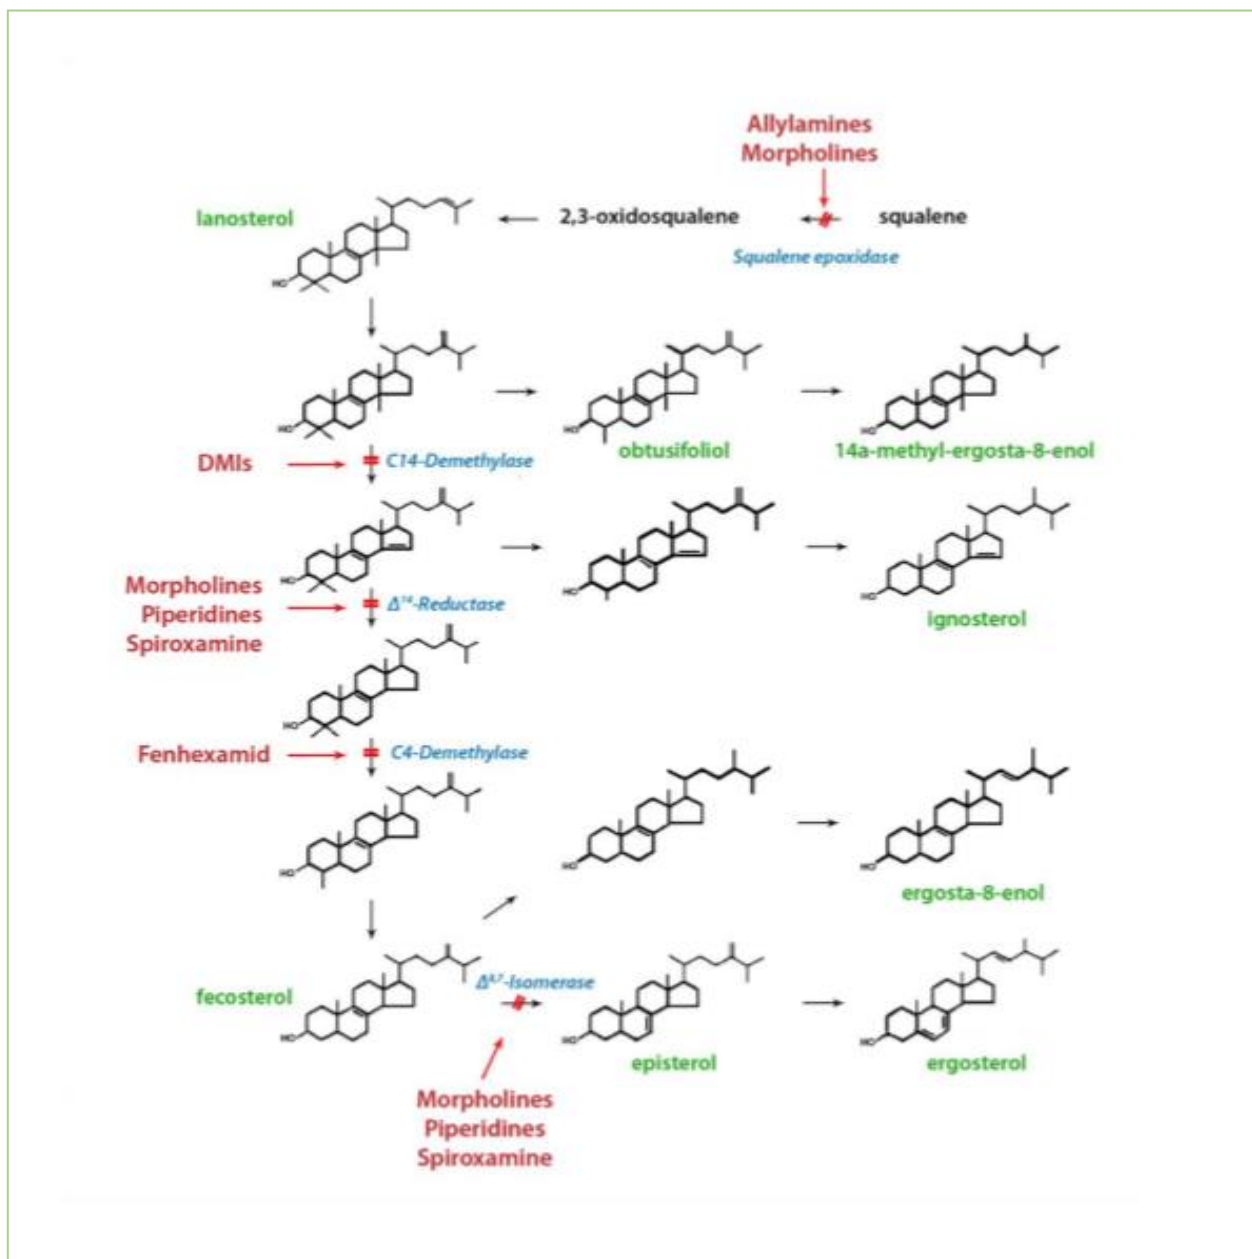 Allylamines
Morpholines
lanosterol
2,3-oxidosqualene
squalene
Squalene epoxidase
HO
HO
HO
HO
obtusifoliol
14a-methyl-ergosta-8-enol
DMIs
C14-Demethylase
HO
HO
HO
Morpholines
Piperidines
Spiroxamine
Δ¹⁴-Reductase
ignosterol
HO
Fenhexamid
C4-Demethylase
HO
HO
HO
ergosta-8-enol
fecosterol
Δ⁸·⁷-Isomerase
HO
HO
HO
episterol
ergosterol
Morpholines
Piperidines
Spiroxamine